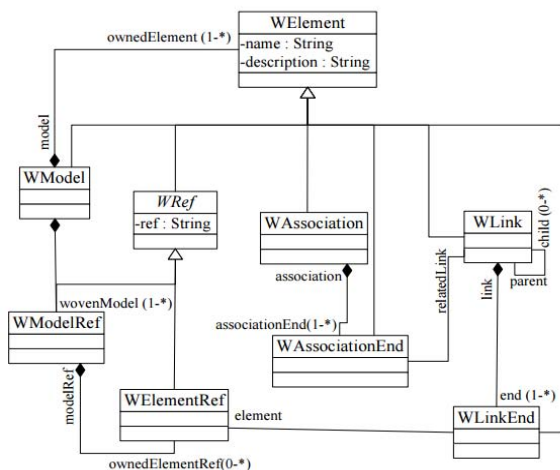 WElement
ownedElement (1-*)
-name : String
-description : String
model
WModel
WRef
-ref : String
WAssociation
WLink
child (0-*)
parent
association
relatedLink
link
wovenModel (1-*)
WModelRef
associationEnd(1-*)
WAssociationEnd
modelRef
WElementRef
element
end (1-*)
WLinkEnd
ownedElementRef(0-*)